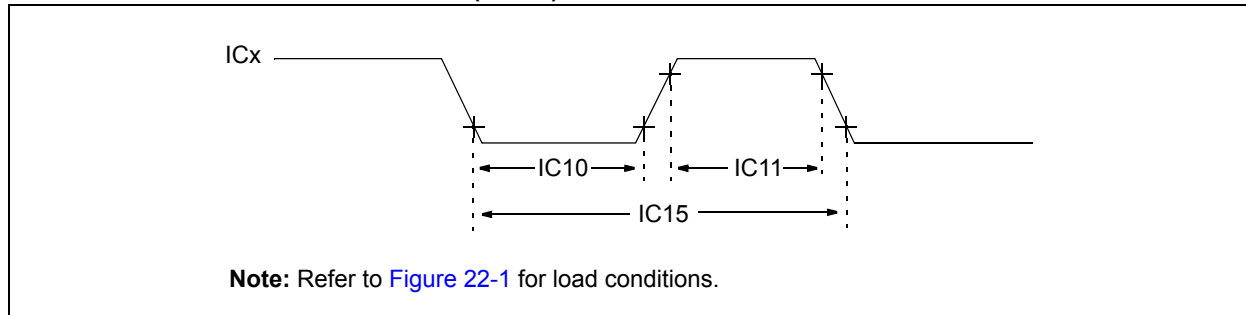 ICx
IC10
IC11
IC15
Note: Refer to Figure 22-1 for load conditions.